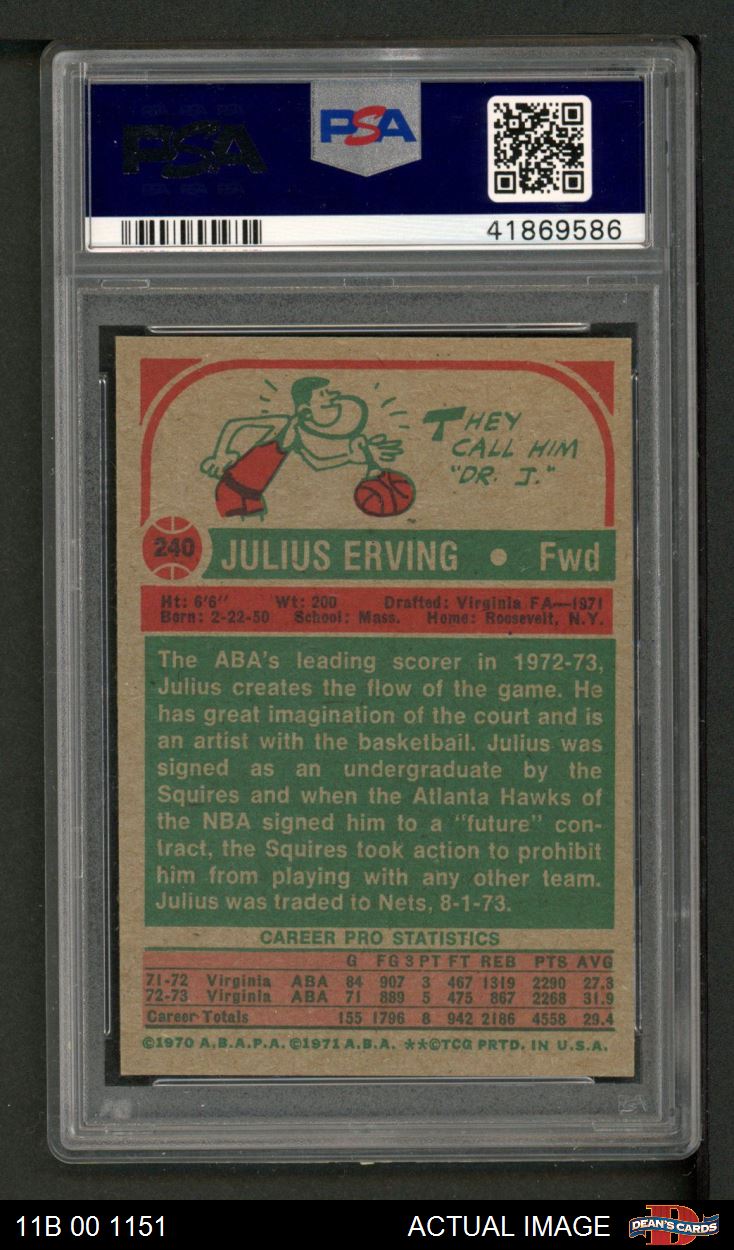 PSA
PSA
41869586
THEY
CALL HIM
"DR. J."
240 JULIUS ERVING • Fwd
Ht: 6'6" Wt: 200 Drafted: Virginia FA—1971
Born: 2-22-50 School: Mass. Home: Roosevelt, N.Y.
The ABA's leading scorer in 1972-73,
Julius creates the flow of the game. He
has great imagination of the court and is
an artist with the basketball. Julius was
signed as an undergraduate by the
Squires and when the Atlanta Hawks of
the NBA signed him to a "future" con-
tract, the Squires took action to prohibit
him from playing with any other team.
Julius was traded to Nets, 8-1-73.
CAREER PRO STATISTICS
G FG 3 PT FT REB PTS AVG
71-72 Virginia ABA 84 907 3 467 1319 2290 27.3
72-73 Virginia ABA 71 889 5 475 867 2268 31.9
Career Totals 155 1796 8 942 2186 4558 29.4
©1970 A.B.A.P.A. ©1971 A.B.A. **©TCG PRTD. IN U.S.A.
11B 00 1151 ACTUAL IMAGE DEAN'S CARDS